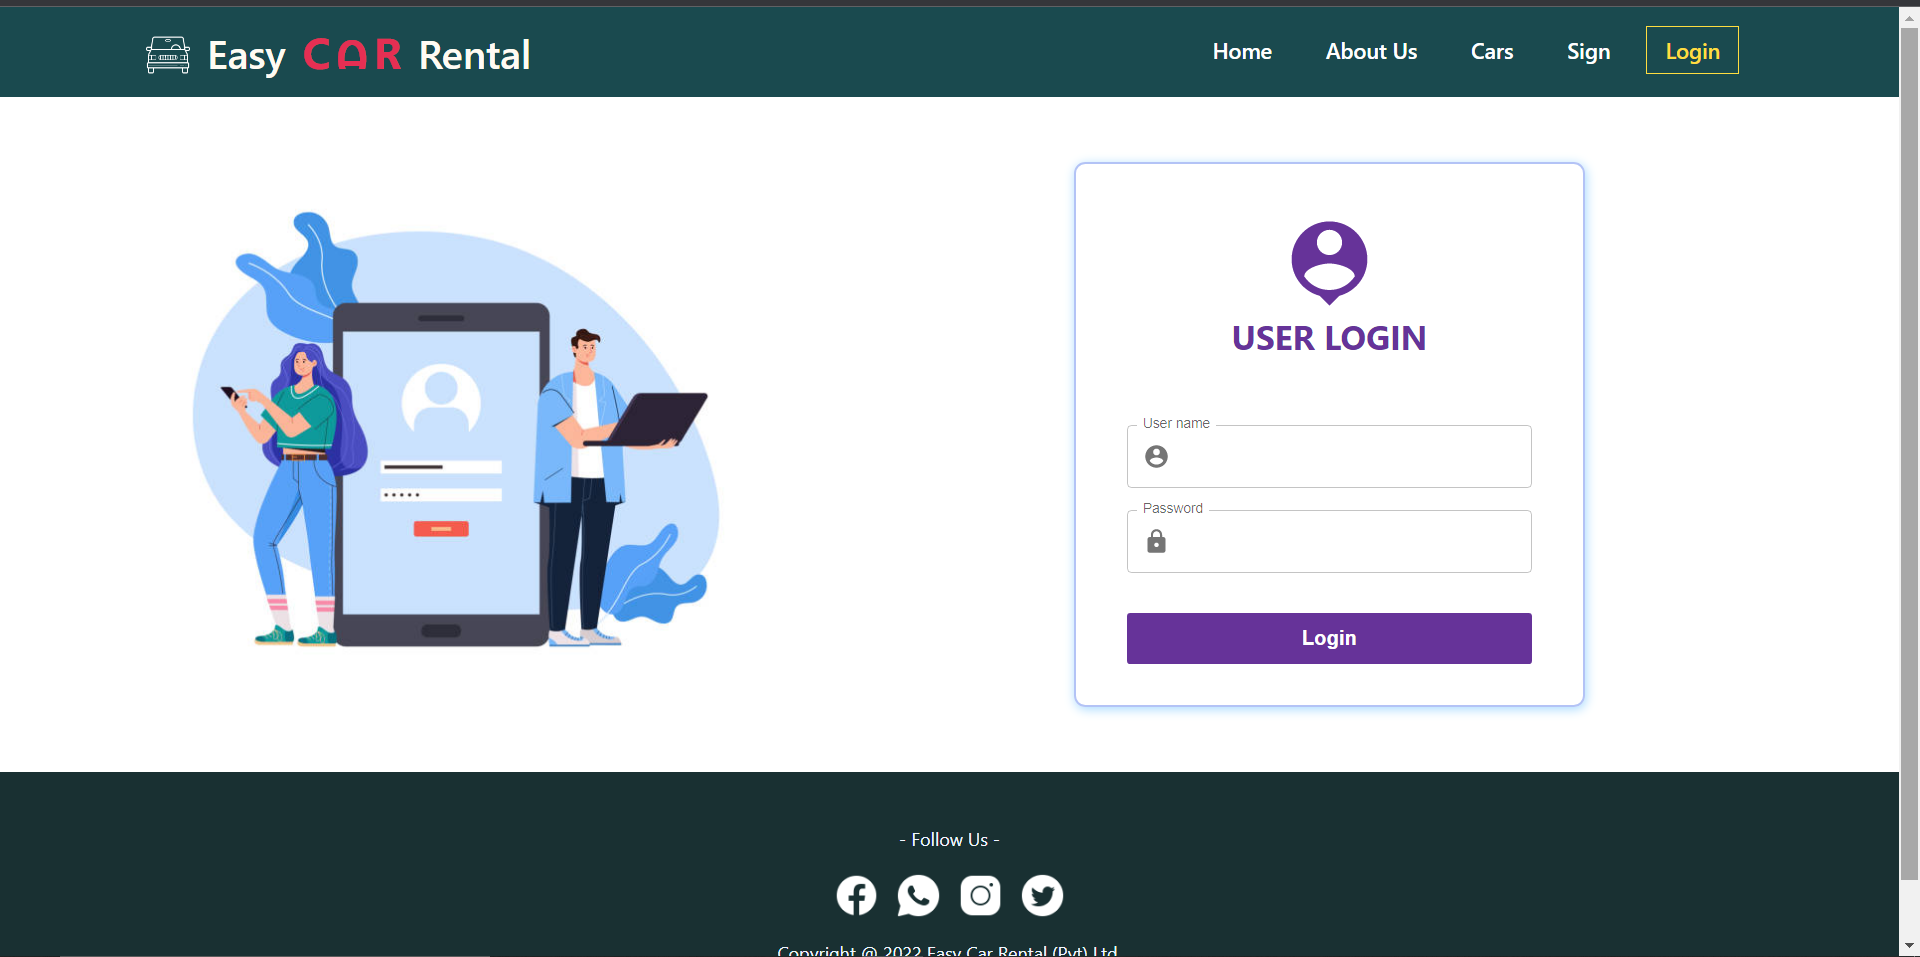 Easy CAR Rental
Home About Us Cars Sign Login
USER LOGIN
User name
Password
Login
- Follow Us -
Copyright @ 2022 Easy Car Rental (Pvt) Ltd